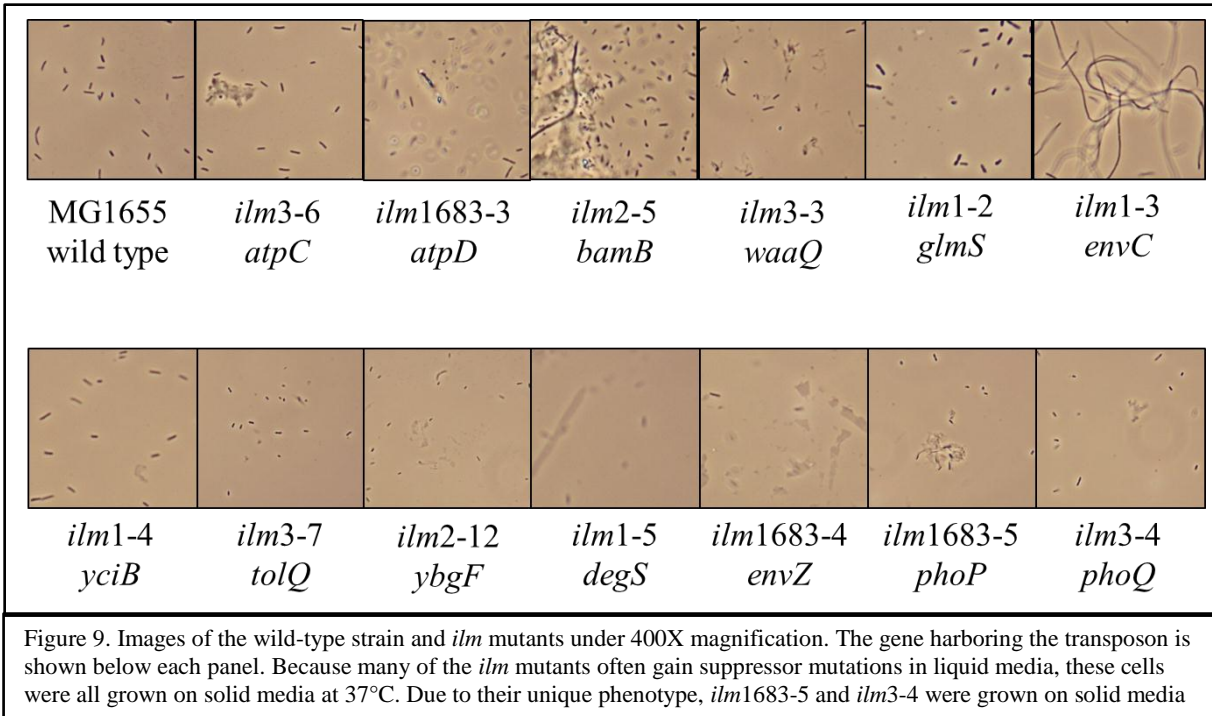 MG1655 ilm3-6 ilm1683-3 ilm2-5 ilm3-3 ilm1-2 ilm1-3
wild type atpC atpD bamB waaQ glmS envC
ilm1-4 ilm3-7 ilm2-12 ilm1-5 ilm1683-4 ilm1683-5 ilm3-4
yciB tolQ ybgF degS envZ phoP phoQ
Figure 9. Images of the wild-type strain and ilm mutants under 400X magnification. The gene harboring the transposon is
shown below each panel. Because many of the ilm mutants often gain suppressor mutations in liquid media, these cells
were all grown on solid media at 37°C. Due to their unique phenotype, ilm1683-5 and ilm3-4 were grown on solid media